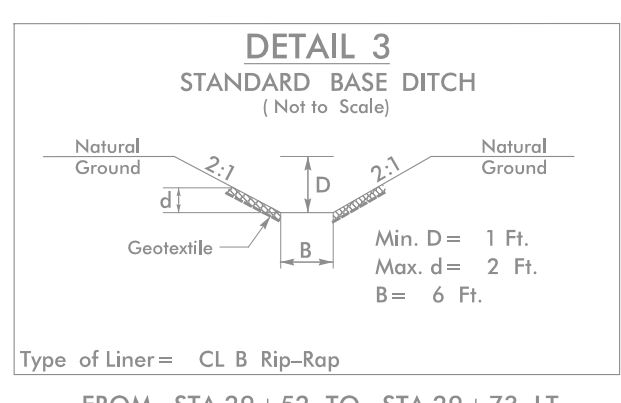 DETAIL 3
STANDARD BASE DITCH
( Not to Scale)
Natural
Ground
2:1
D
2:1
Natural
Ground
d
Geotextile
B
Min. D = 1 Ft.
Max. d = 2 Ft.
B = 6 Ft.
Type of Liner = CL B Rip-Rap